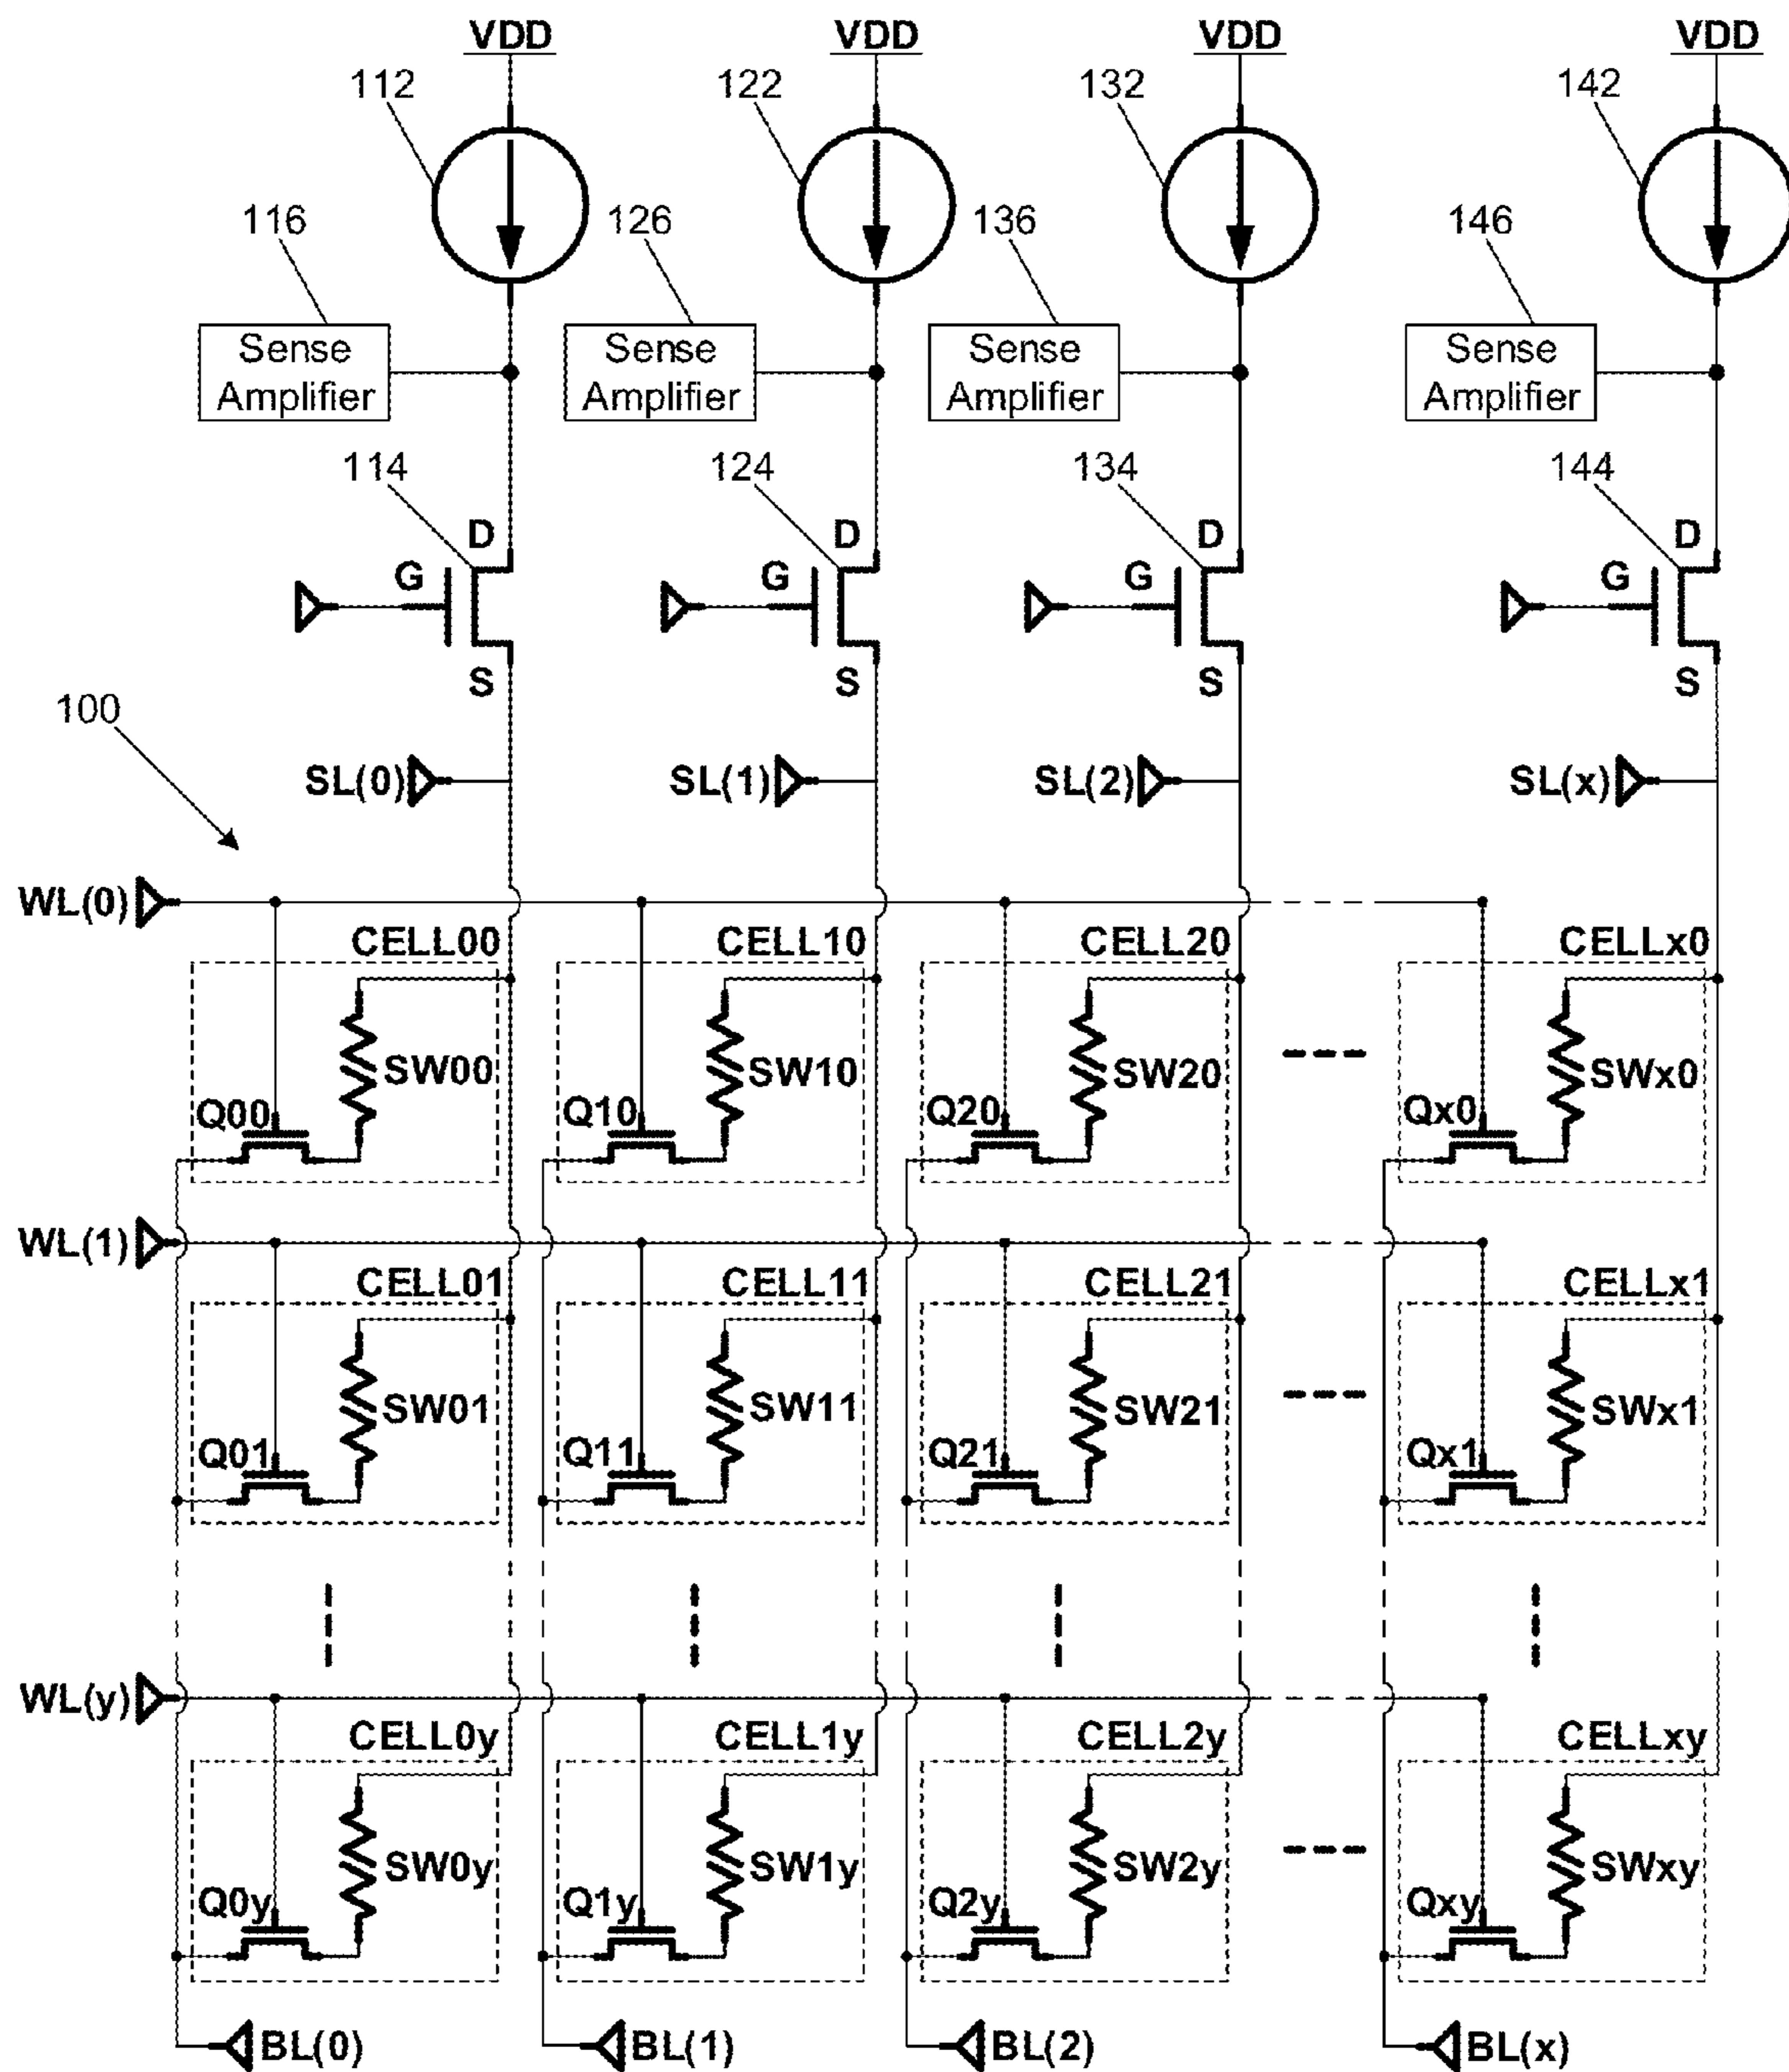 VDD VDD VDD VDD
112 122 132 142
116 126 136 146
Sense Amplifier Sense Amplifier Sense Amplifier Sense Amplifier
114 124 134 144
D D D D
G G G G
S S S S
100
SL(0) SL(1) SL(2) SL(x)
WL(0)
CELL00 CELL10 CELL20 CELLx0
SW00 SW10 SW20 SWx0
Q00 Q10 Q20 Qx0
WL(1)
CELL01 CELL11 CELL21 CELLx1
SW01 SW11 SW21 SWx1
Q01 Q11 Q21 Qx1
WL(y)
CELL0y CELL1y CELL2y CELLxy
SW0y SW1y SW2y SWxy
Q0y Q1y Q2y Qxy
BL(0) BL(1) BL(2) BL(x)